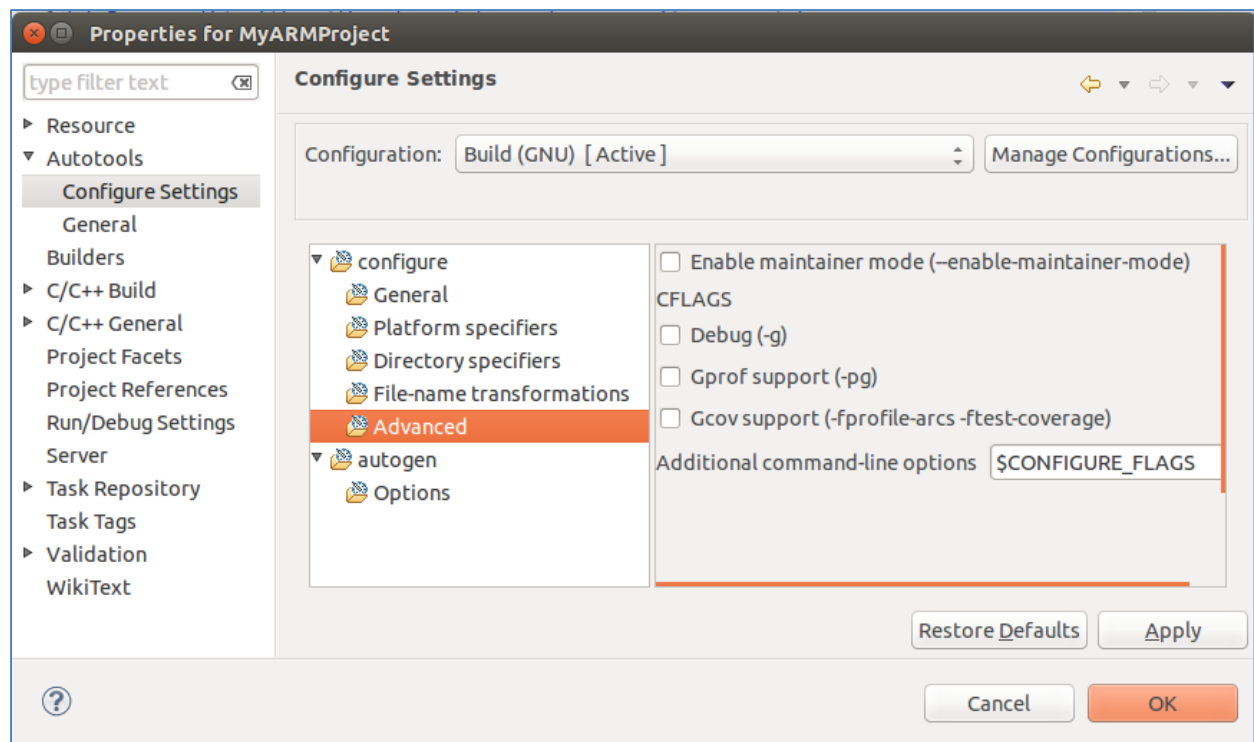 Properties for MyARMProject
type filter text
Configure Settings
Resource
Autotools
Configure Settings
General
Builders
C/C++ Build
C/C++ General
Project Facets
Project References
Run/Debug Settings
Server
Task Repository
Task Tags
Validation
WikiText
Configuration:
Build (GNU) [ Active ]
Manage Configurations...
configure
General
Platform specifiers
Directory specifiers
File-name transformations
Advanced
autogen
Options
Enable maintainer mode (--enable-maintainer-mode)
CFLAGS
Debug (-g)
Gprof support (-pg)
Gcov support (-fprofile-arcs -ftest-coverage)
Additional command-line options
$CONFIGURE_FLAGS
Restore Defaults
Apply
?
Cancel
OK